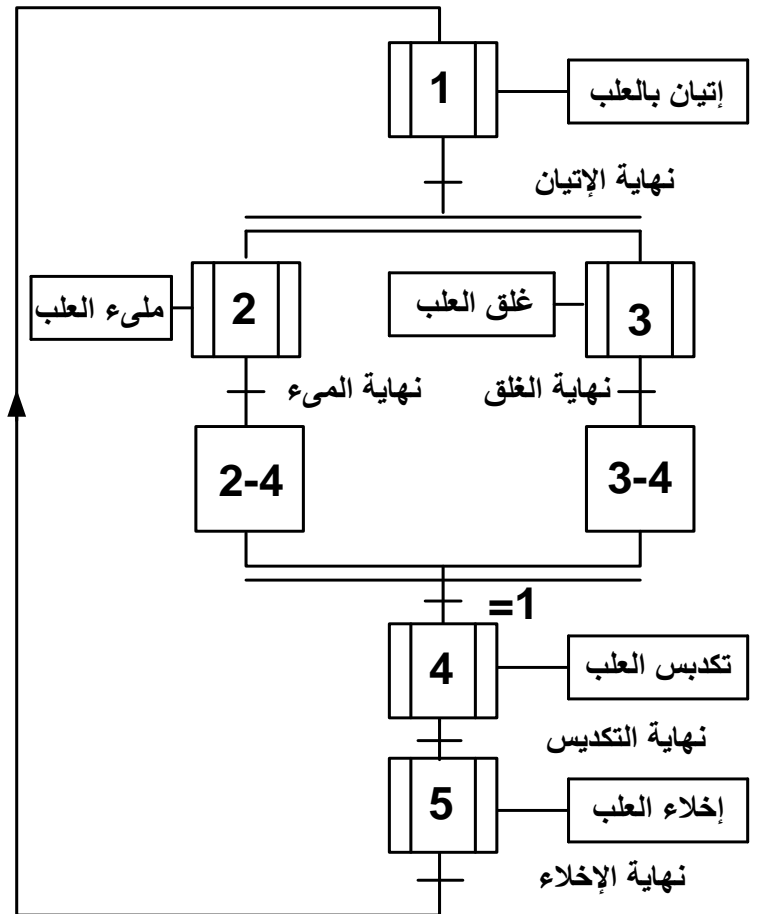 1
إتيان بالعلب
نهاية الإتيان
ملىء العلب
2
غلق العلب
3
نهاية المىء
نهاية الغلق
2-4
3-4
=1
4
تكدبس العلب
نهاية التكديس
5
إخلاء العلب
نهاية الإخلاء